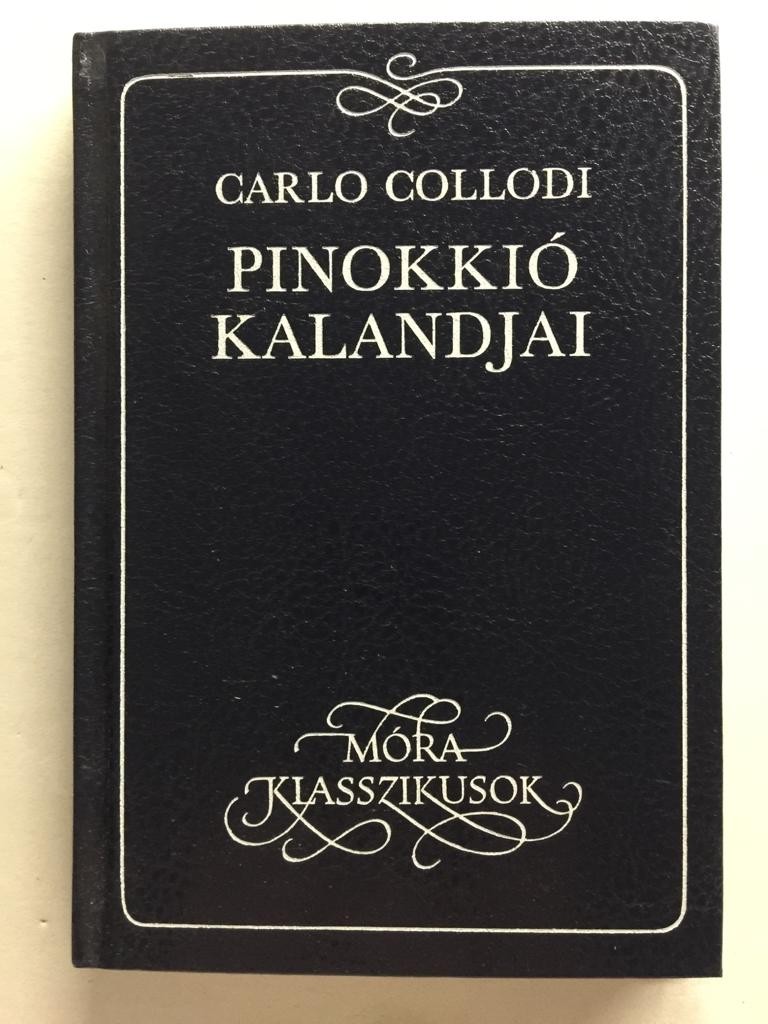 CARLO COLLODI
PINOKKIÓ
KALANDJAI
MÓRA
KLASSZIKUSOK